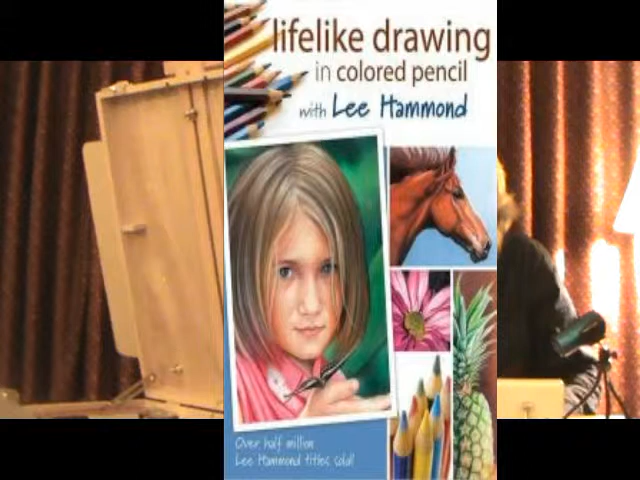 lifelike drawing
in colored pencil
with Lee Hammond
Over half million
Lee Hammond titles sold!